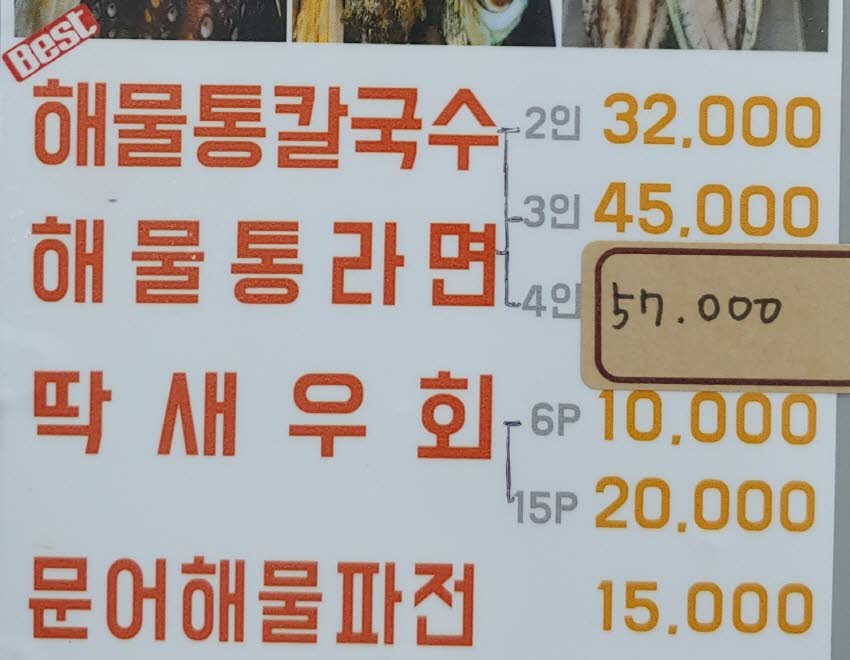 Best
해물통칼국수 2인 32,000
3인 45,000
해물통라면
4인 57.000
딱새우회 6P 10,000
15P 20,000
문어해물파전 15,000